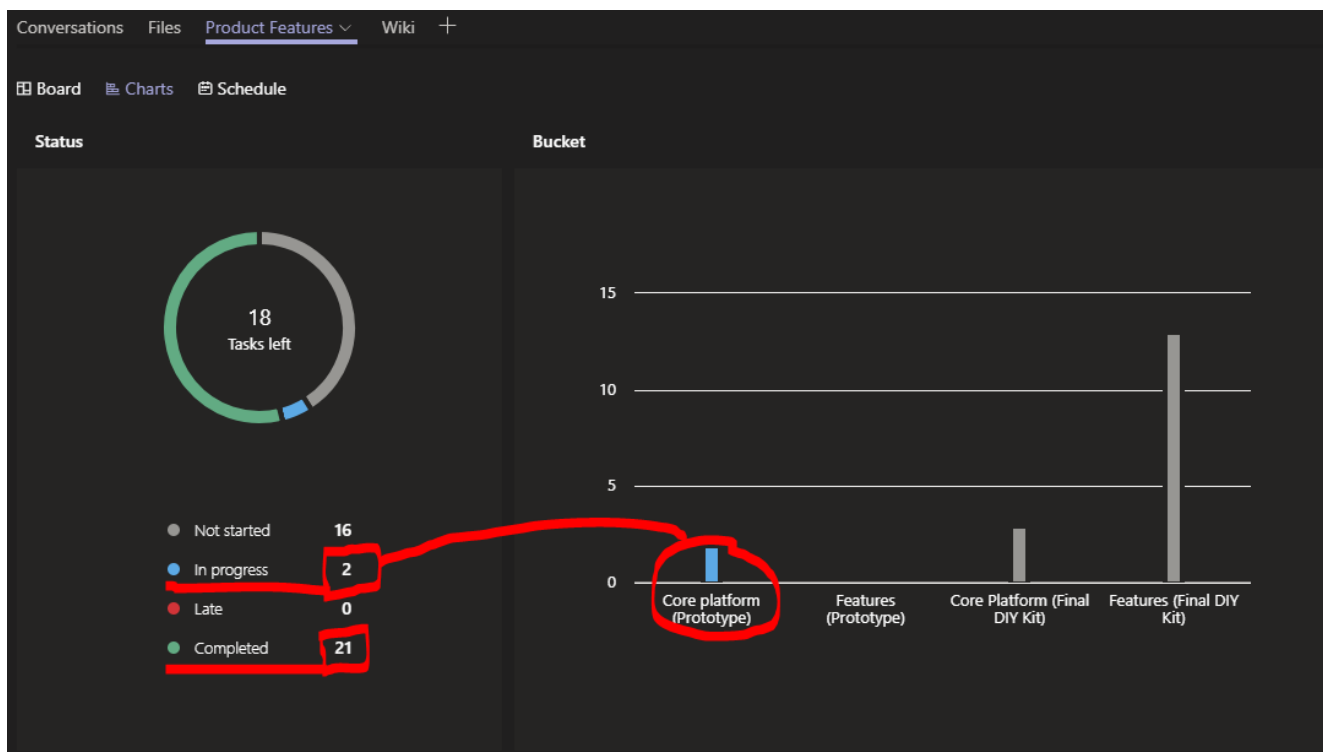 Conversations Files Product Features Wiki
Board Charts Schedule
Status
18
Tasks left
Not started 16
In progress 2
Late 0
Completed 21
Bucket
15
10
5
0
Core platform
(Prototype)
Features
(Prototype)
Core Platform (Final
DIY Kit)
Features (Final DIY
Kit)